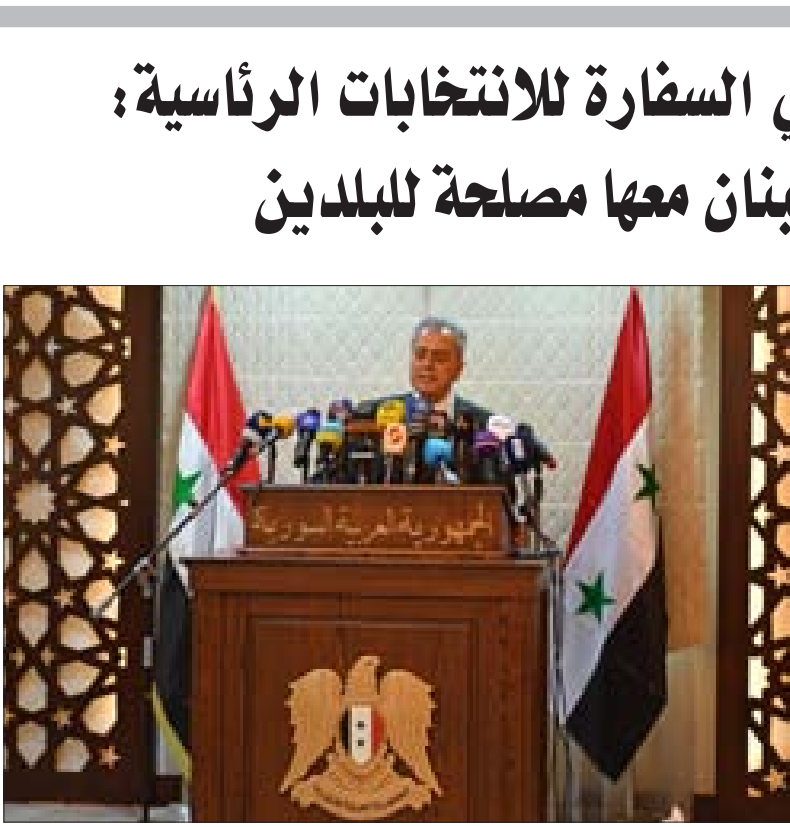 السفارة للانتخابات الرئاسية:
معها مصلحة للبلدين
الجمهورية العربية السورية